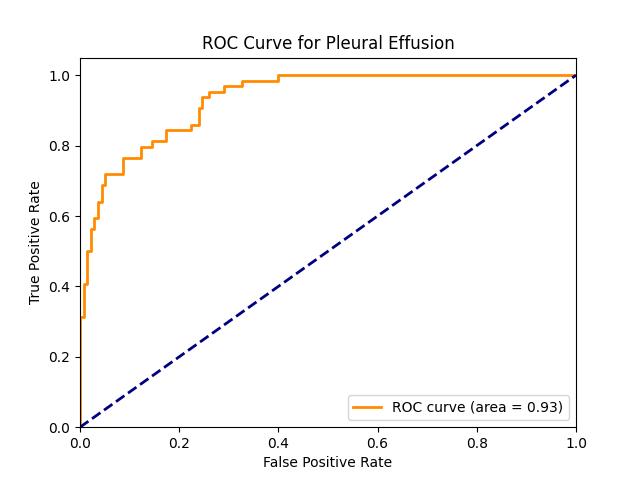 ROC Curve for Pleural Effusion
1.0
0.8
0.6
0.4
0.2
0.0
True Positive Rate
ROC curve (area = 0.93)
0.0 0.2 0.4 0.6 0.8 1.0
False Positive Rate